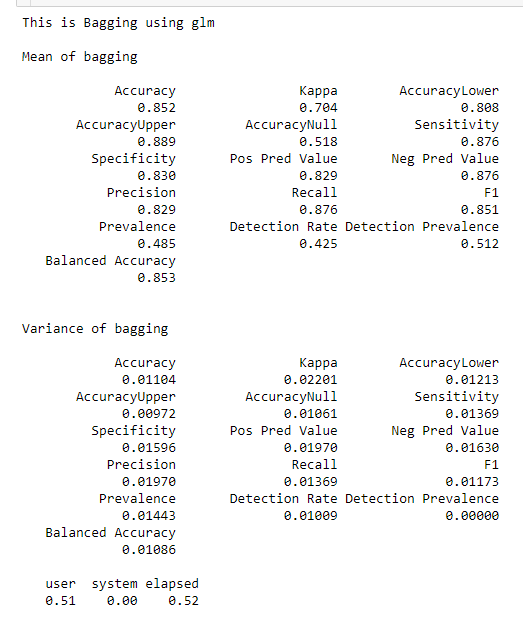 This is Bagging using glm
Mean of bagging
Accuracy Kappa AccuracyLower
0.852 0.704 0.808
AccuracyUpper AccuracyNull Sensitivity
0.889 0.518 0.876
Specificity Pos Pred Value Neg Pred Value
0.830 0.829 0.876
Precision Recall F1
0.829 0.876 0.851
Prevalence Detection Rate Detection Prevalence
0.485 0.425 0.512
Balanced Accuracy
0.853
Variance of bagging
Accuracy Kappa AccuracyLower
0.01104 0.02201 0.01213
AccuracyUpper AccuracyNull Sensitivity
0.00972 0.01061 0.01369
Specificity Pos Pred Value Neg Pred Value
0.01596 0.01970 0.01630
Precision Recall F1
0.01970 0.01369 0.01173
Prevalence Detection Rate Detection Prevalence
0.01443 0.01009 0.00000
Balanced Accuracy
0.01086
user system elapsed
0.51 0.00 0.52